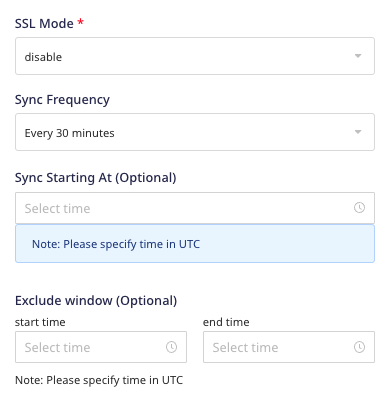 SSL Mode *
disable
Sync Frequency
Every 30 minutes
Sync Starting At (Optional)
Select time
Note: Please specify time in UTC
Exclude window (Optional)
start time end time
Select time Select time
Note: Please specify time in UTC